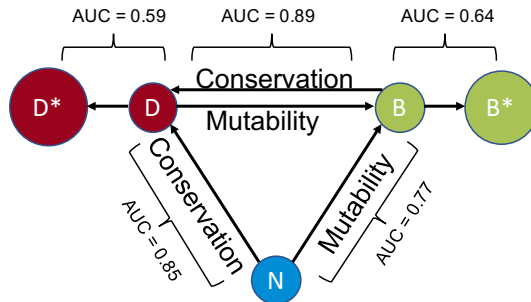 AUC = 0.59
AUC = 0.89
AUC = 0.64
Conservation
D*
D
B
B*
Mutability
Conservation
Mutability
AUC = 0.85
AUC = 0.77
N